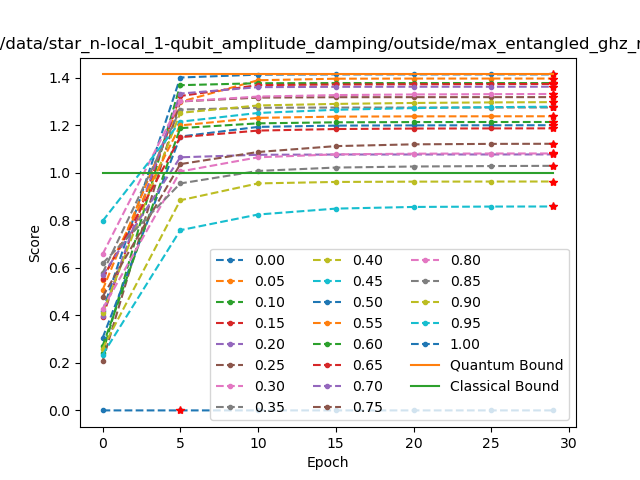 /data/star_n-local_1-qubit_amplitude_damping/outside/max_entangled_ghz_
Score
1.4
1.2
1.0
0.8
0.6
0.4
0.2
0.0
0.00 0.40 0.80
0.05 0.45 0.85
0.10 0.50 0.90
0.15 0.55 0.95
0.20 0.60 1.00
0.25 0.65 Quantum Bound
0.30 0.70 Classical Bound
0.35 0.75
0 5 10 15 20 25 30
Epoch